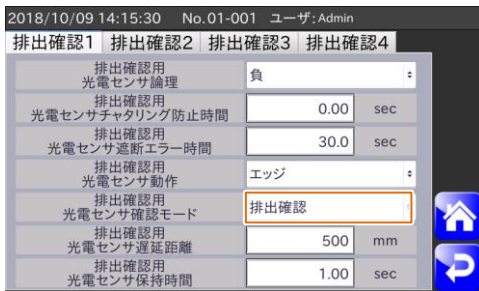 2018/10/09 14:15:30 No.01-001 ユーザ:Admin
排出確認1 排出確認2 排出確認3 排出確認4
排出確認用
光電センサ論理 負
排出確認用
光電センサチャタリング防止時間 0.00 sec
排出確認用
光電センサ遮断エラー時間 30.0 sec
排出確認用
光電センサ動作 エッジ
排出確認用
光電センサ確認モード 排出確認
排出確認用
光電センサ遅延距離 500 mm
排出確認用
光電センサ保持時間 1.00 sec